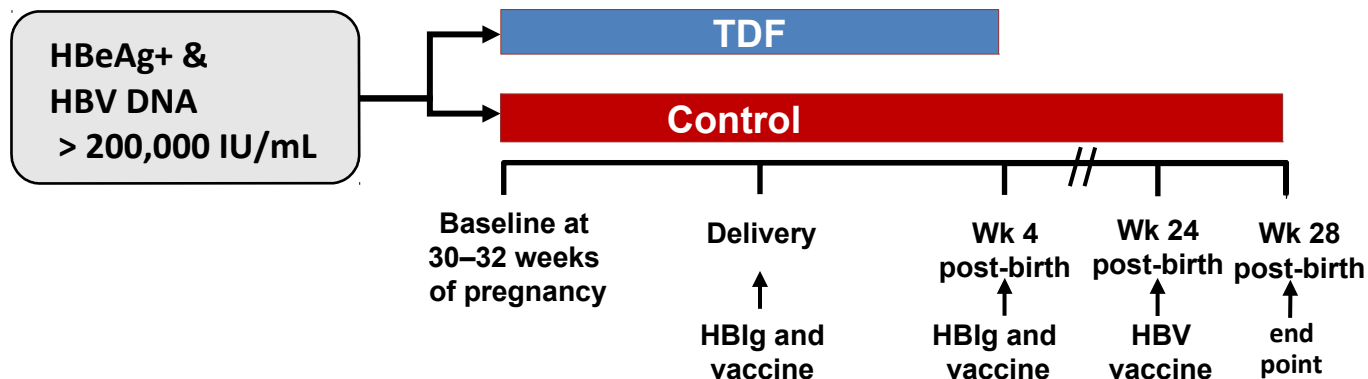 HBeAg+ &
HBV DNA
> 200,000 IU/mL
TDF
Control
Baseline at
30–32 weeks
of pregnancy
Delivery
Wk 4
post-birth
Wk 24
post-birth
Wk 28
post-birth
HBIg and
vaccine
HBIg and
vaccine
HBV
vaccine
end
point